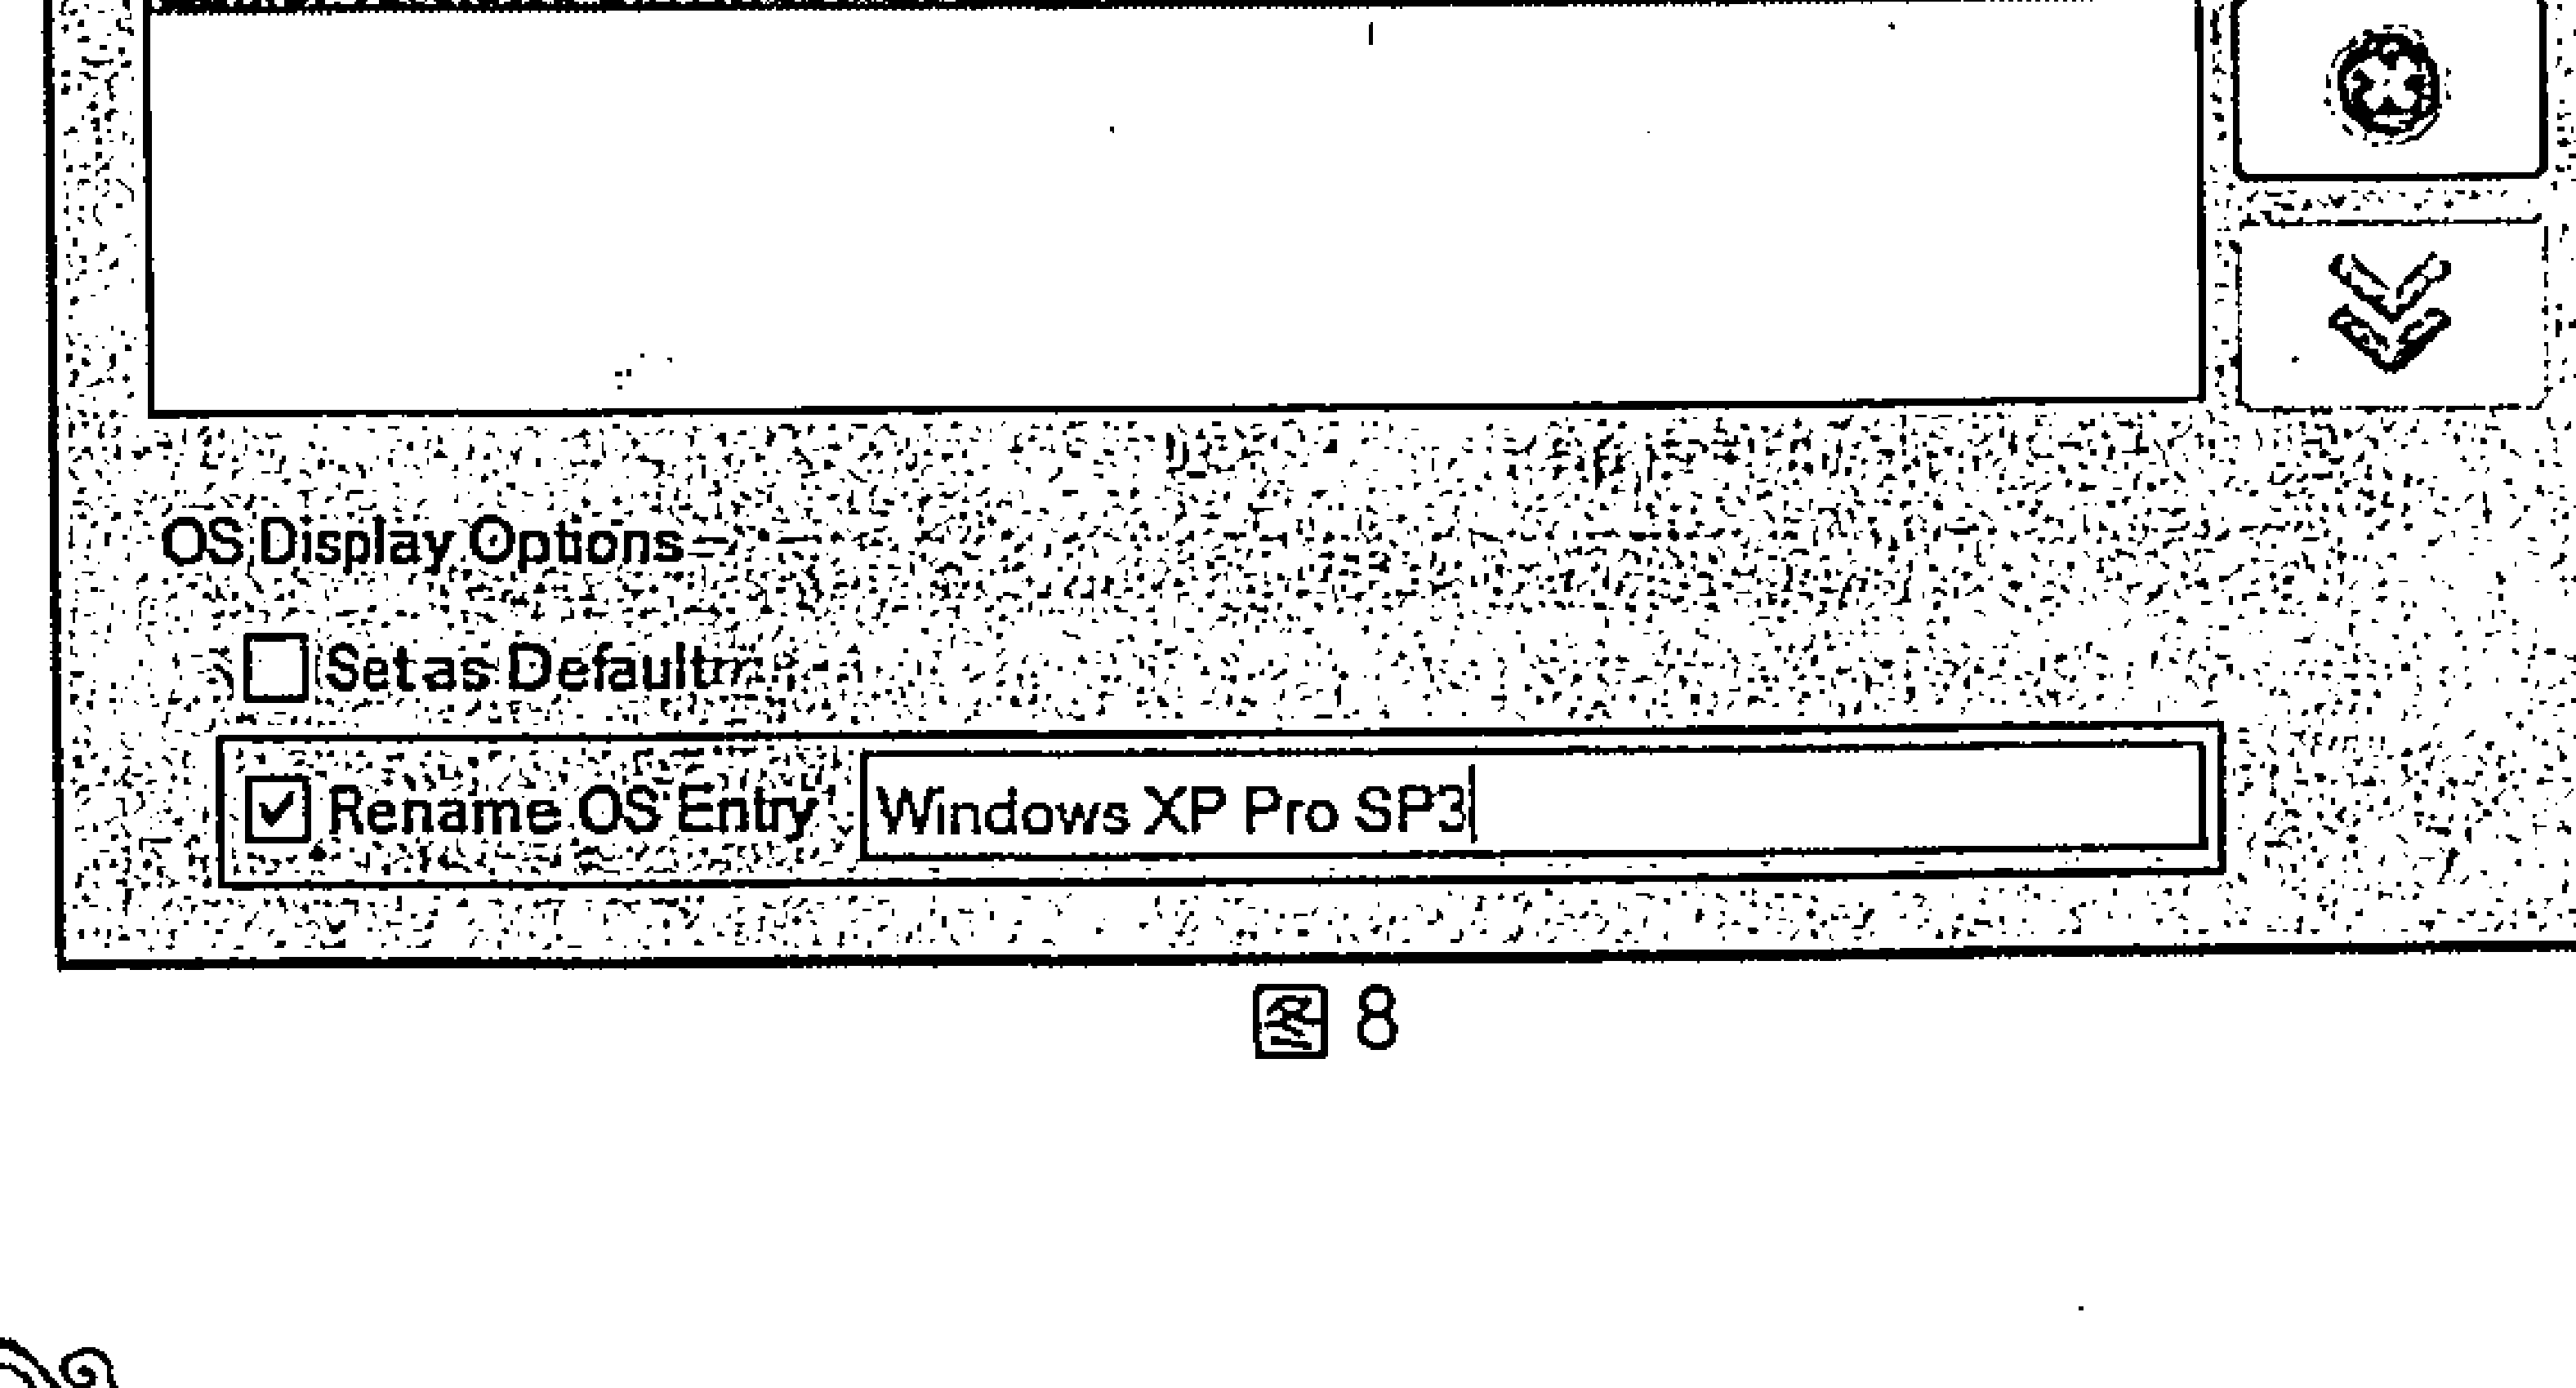 OS Display Options
Set as Default
Rename OS Entry Windows XP Pro SP3
图 8